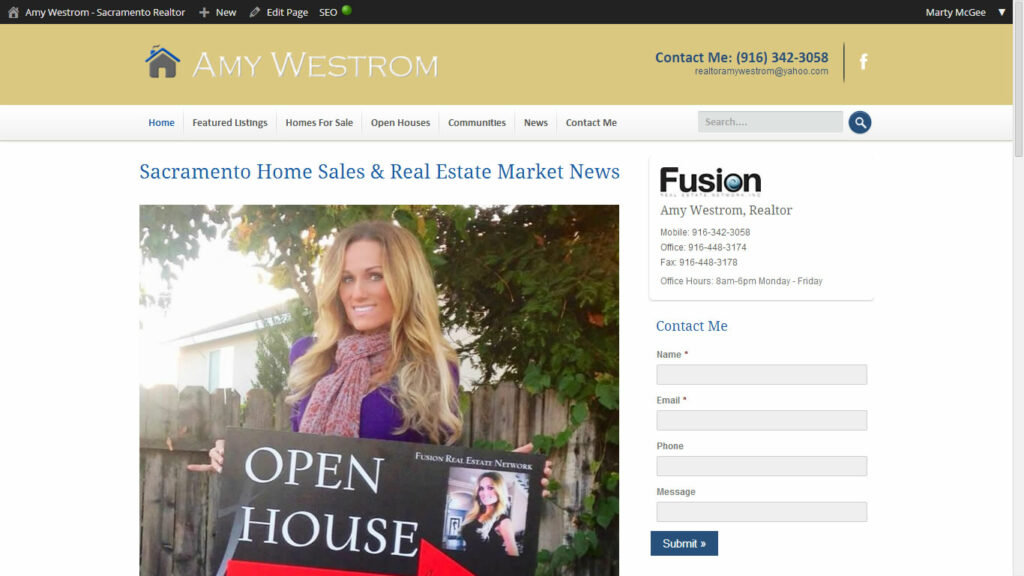 Amy Westrom - Sacramento Realtor New Edit Page SEO Marty McGee
AMY WESTROM
Contact Me: (916) 342-3058
realtoramywestrom@yahoo.com
f
Home Featured Listings Homes For Sale Open Houses Communities News Contact Me Search....
Sacramento Home Sales & Real Estate Market News
OPEN
HOUSE
FUSION REAL ESTATE NETWORK
Fusion
REAL ESTATE NETWORK INC
Amy Westrom, Realtor
Mobile: 916-342-3058
Office: 916-448-3174
Fax: 916-448-3178
Office Hours: 8am-6pm Monday - Friday
Contact Me
Name *
Email *
Phone
Message
Submit »